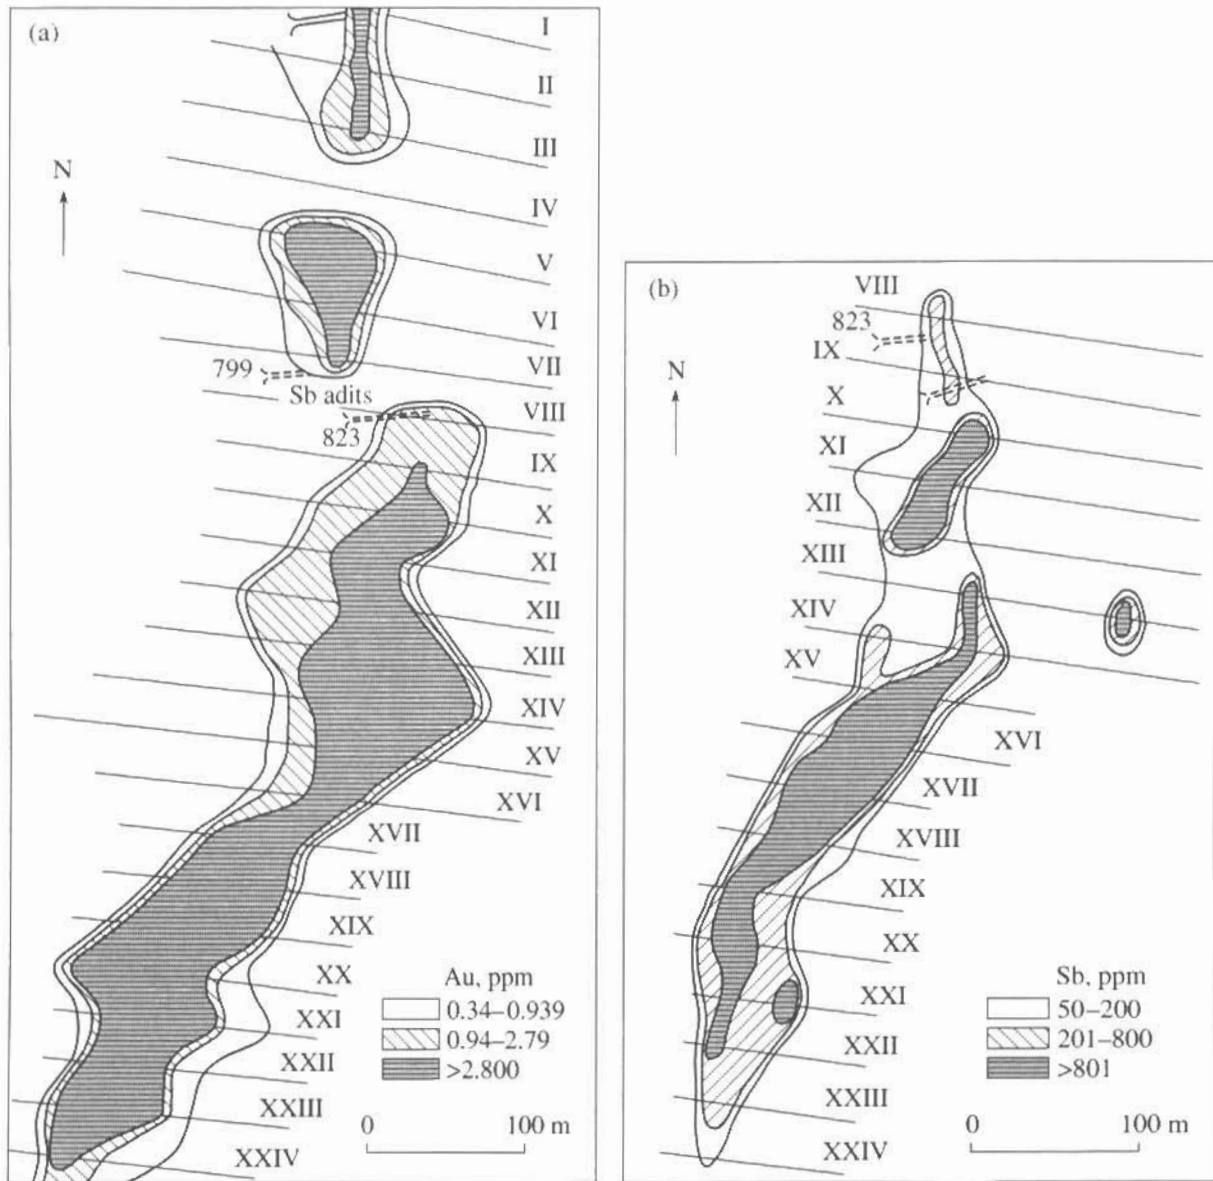 (a)
I
II
III
N
IV
V
VI
799
VII
Sb adits
VIII
823
IX
X
XI
XII
XIII
XIV
XV
XVI
XVII
XVIII
XIX
XX
XXI
XXII
XXIII
XXIV
Au, ppm
0.34–0.939
0.94–2.79
>2.800
0 100 m
(b)
VIII
823
IX
N
X
XI
XII
XIII
XIV
XV
XVI
XVII
XVIII
XIX
XX
XXI
XXII
XXIII
XXIV
Sb, ppm
50–200
201–800
>801
0 100 m